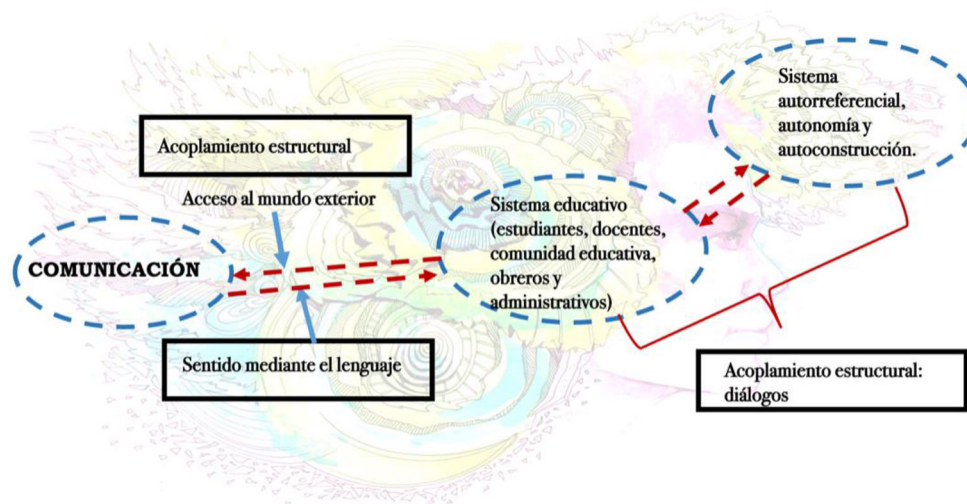 Sistema
autorreferencial,
autonomía y
autoconstrucción.
Acoplamiento estructural
Acceso al mundo exterior
Sistema educativo
(estudiantes, docentes,
comunidad educativa,
obreros y
administrativos)
COMUNICACIÓN
Sentido mediante el lenguaje
Acoplamiento estructural:
diálogos